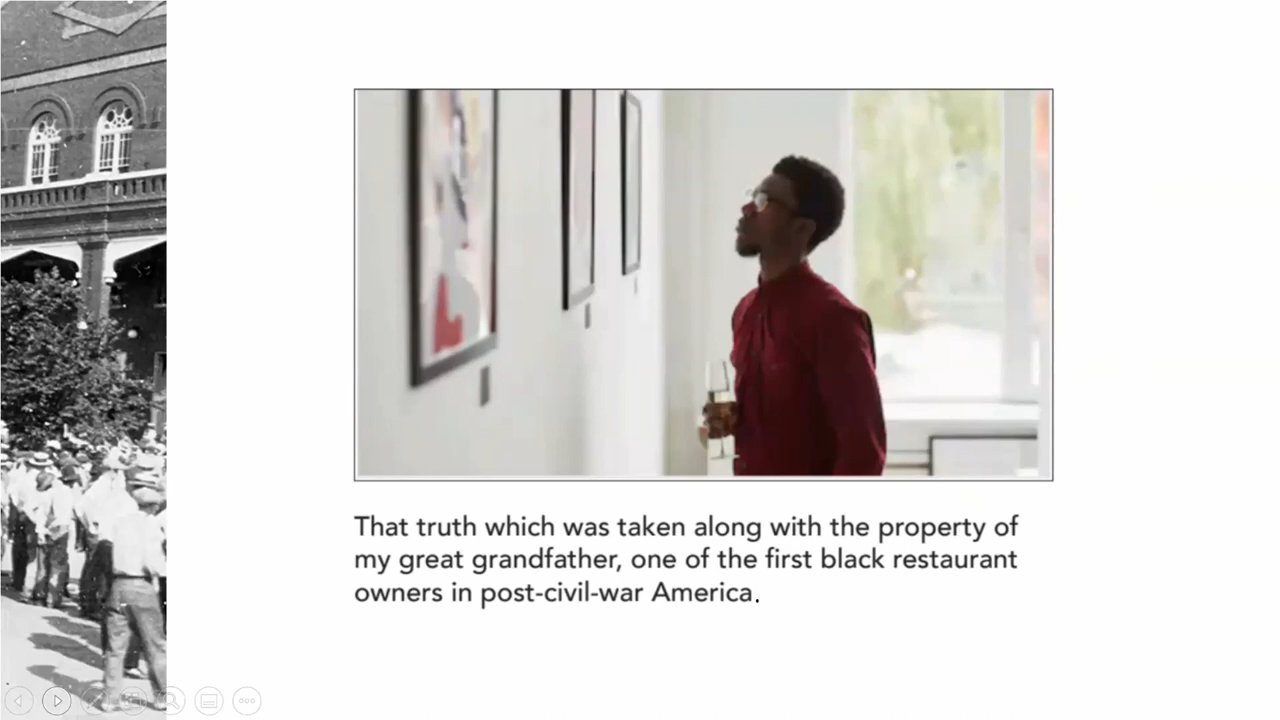 That truth which was taken along with the property of
my great grandfather, one of the first black restaurant
owners in post-civil-war America.